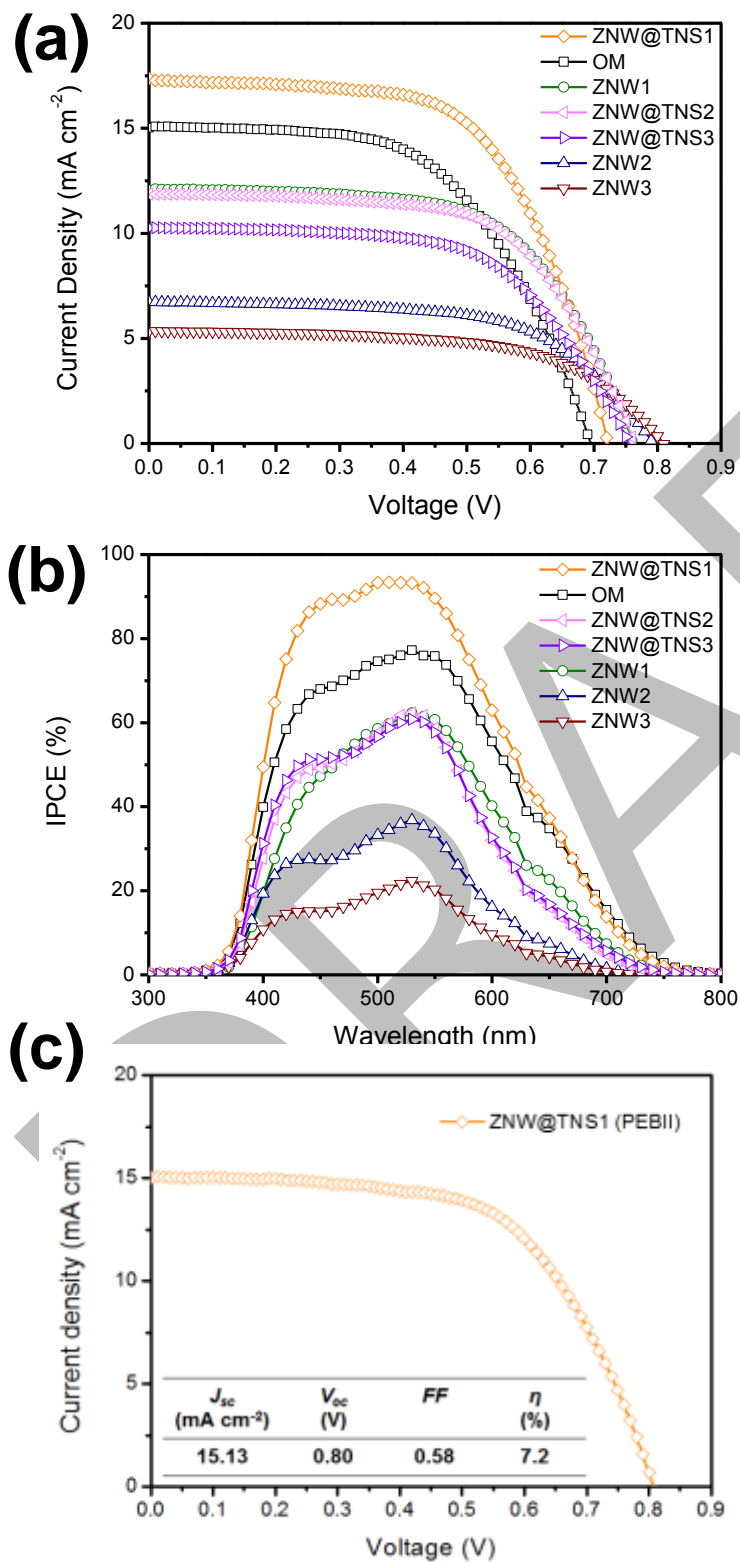 (a)
20
15
10
5
0
Current Density (mA cm⁻²)
ZNW@TNS1
OM
ZNW1
ZNW@TNS2
ZNW@TNS3
ZNW2
ZNW3
0.0 0.1 0.2 0.3 0.4 0.5 0.6 0.7 0.8 0.9
Voltage (V)
(b)
100
80
60
40
20
0
IPCE (%)
ZNW@TNS1
OM
ZNW@TNS2
ZNW@TNS3
ZNW1
ZNW2
ZNW3
300 400 500 600 700 800
Wavelength (nm)
(c)
20
15
10
5
0
Current density (mA cm⁻²)
ZNW@TNS1 (PEBII)
Jsc Voc FF η
(mA cm⁻²) (V) (%)
15.13 0.80 0.58 7.2
0.0 0.1 0.2 0.3 0.4 0.5 0.6 0.7 0.8 0.9
Voltage (V)